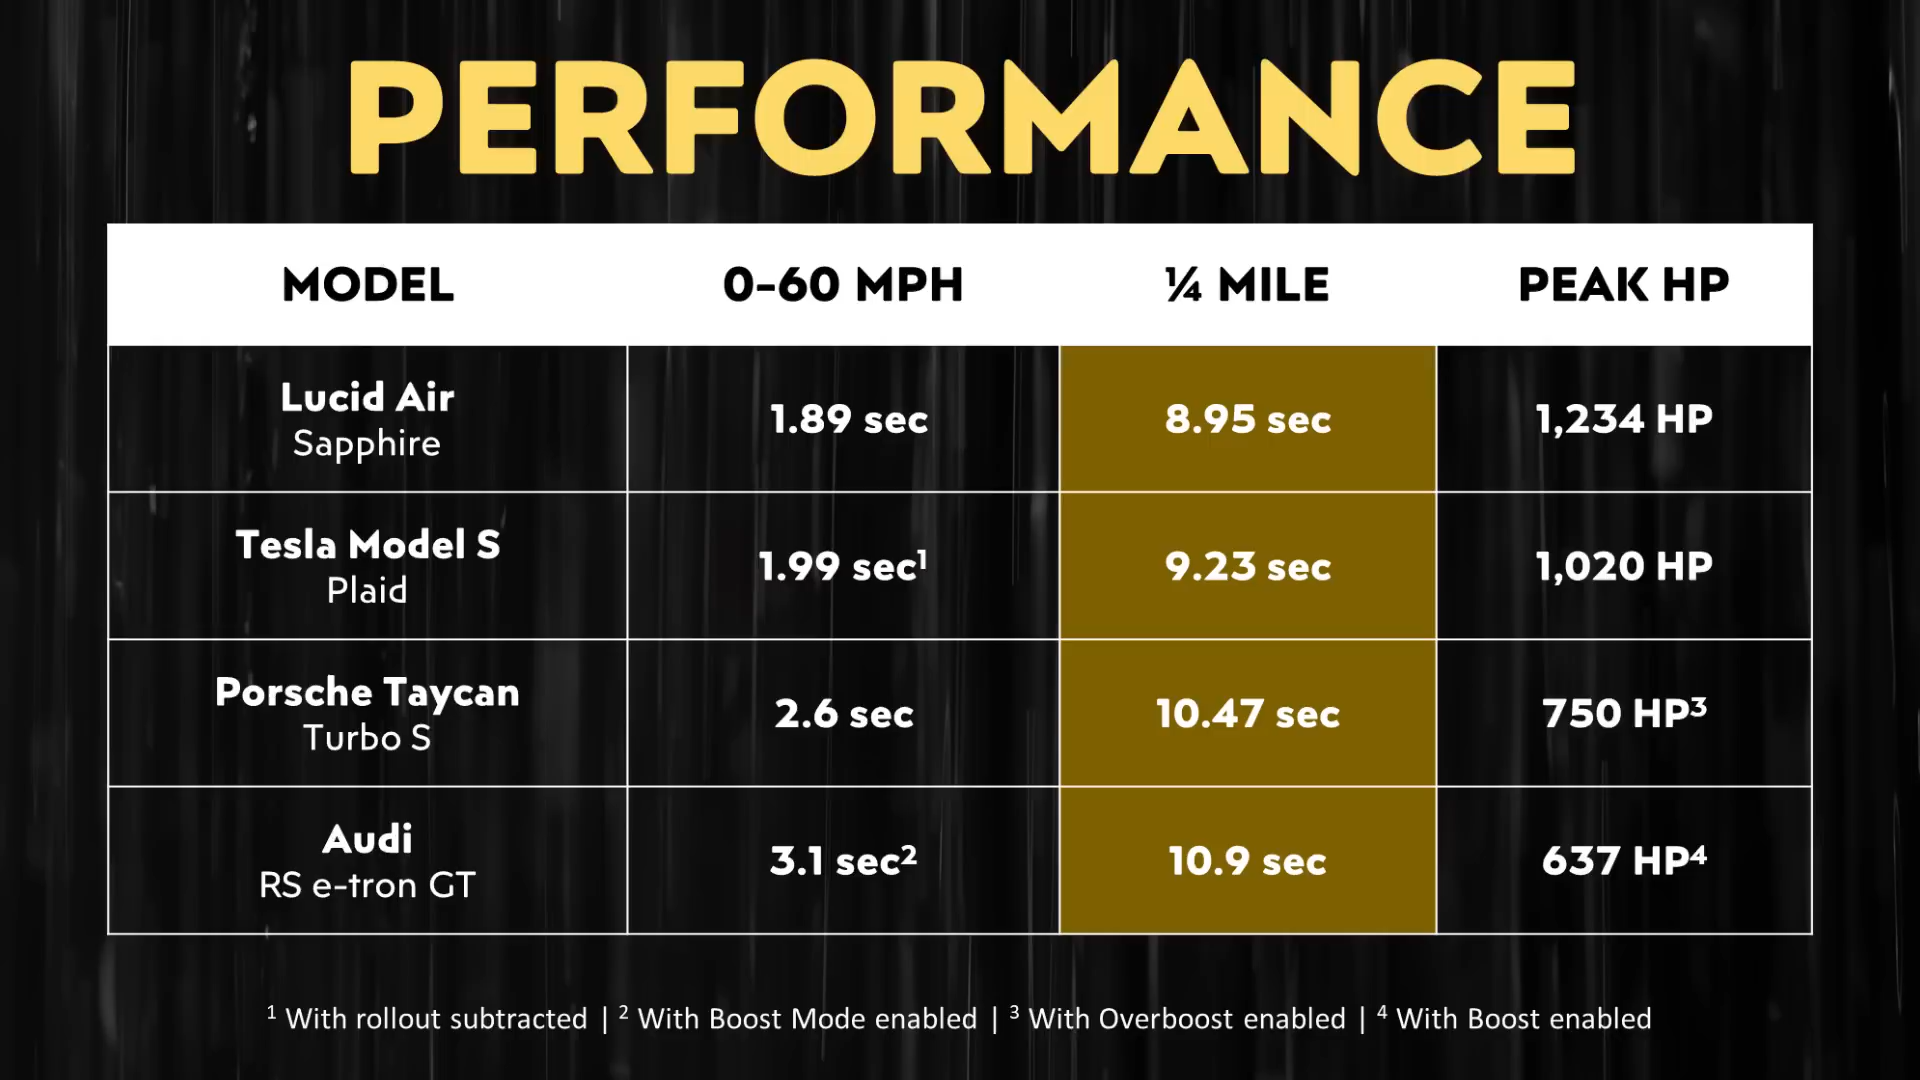 PERFORMANCE
MODEL 0-60 MPH ¼ MILE PEAK HP
Lucid Air
Sapphire
1.89 sec 8.95 sec 1,234 HP
Tesla Model S
Plaid
1.99 sec¹ 9.23 sec 1,020 HP
Porsche Taycan
Turbo S
2.6 sec 10.47 sec 750 HP³
Audi
RS e-tron GT
3.1 sec² 10.9 sec 637 HP⁴
¹ With rollout subtracted | ² With Boost Mode enabled | ³ With Overboost enabled | ⁴ With Boost enabled